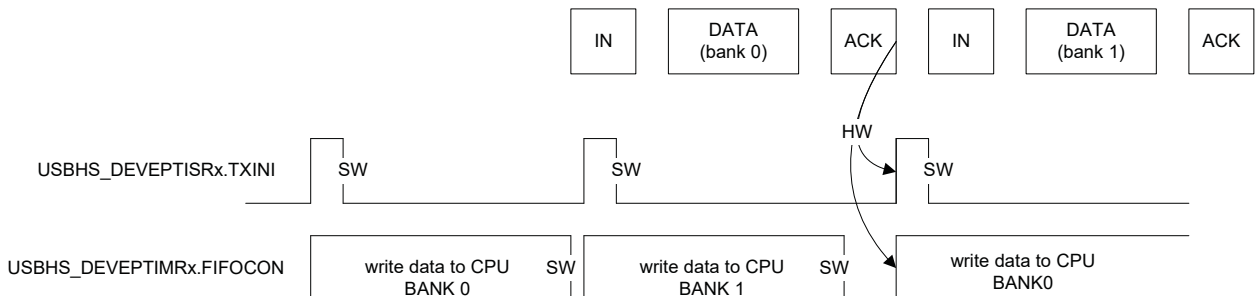 IN
DATA
(bank 0)
ACK
IN
DATA
(bank 1)
ACK
HW
USBHS_DEVEPTISRx.TXINI
SW
SW
SW
USBHS_DEVEPTIMRx.FIFOCON
write data to CPU
BANK 0
SW
write data to CPU
BANK 1
SW
write data to CPU
BANK0